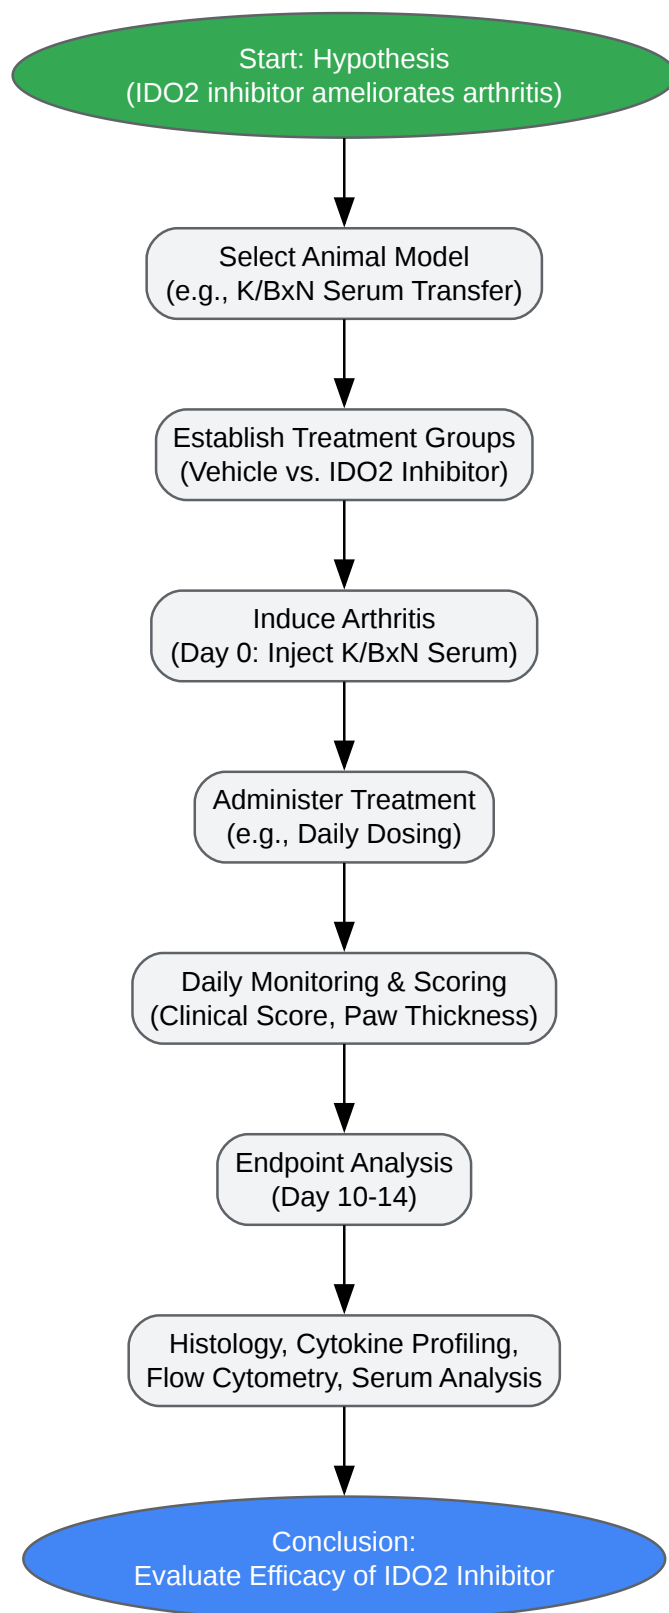 Start: Hypothesis
(IDO2 inhibitor ameliorates arthritis)
Select Animal Model
(e.g., K/BxN Serum Transfer)
Establish Treatment Groups
(Vehicle vs. IDO2 Inhibitor)
Induce Arthritis
(Day 0: Inject K/BxN Serum)
Administer Treatment
(e.g., Daily Dosing)
Daily Monitoring & Scoring
(Clinical Score, Paw Thickness)
Endpoint Analysis
(Day 10-14)
Histology, Cytokine Profiling,
Flow Cytometry, Serum Analysis
Conclusion:
Evaluate Efficacy of IDO2 Inhibitor